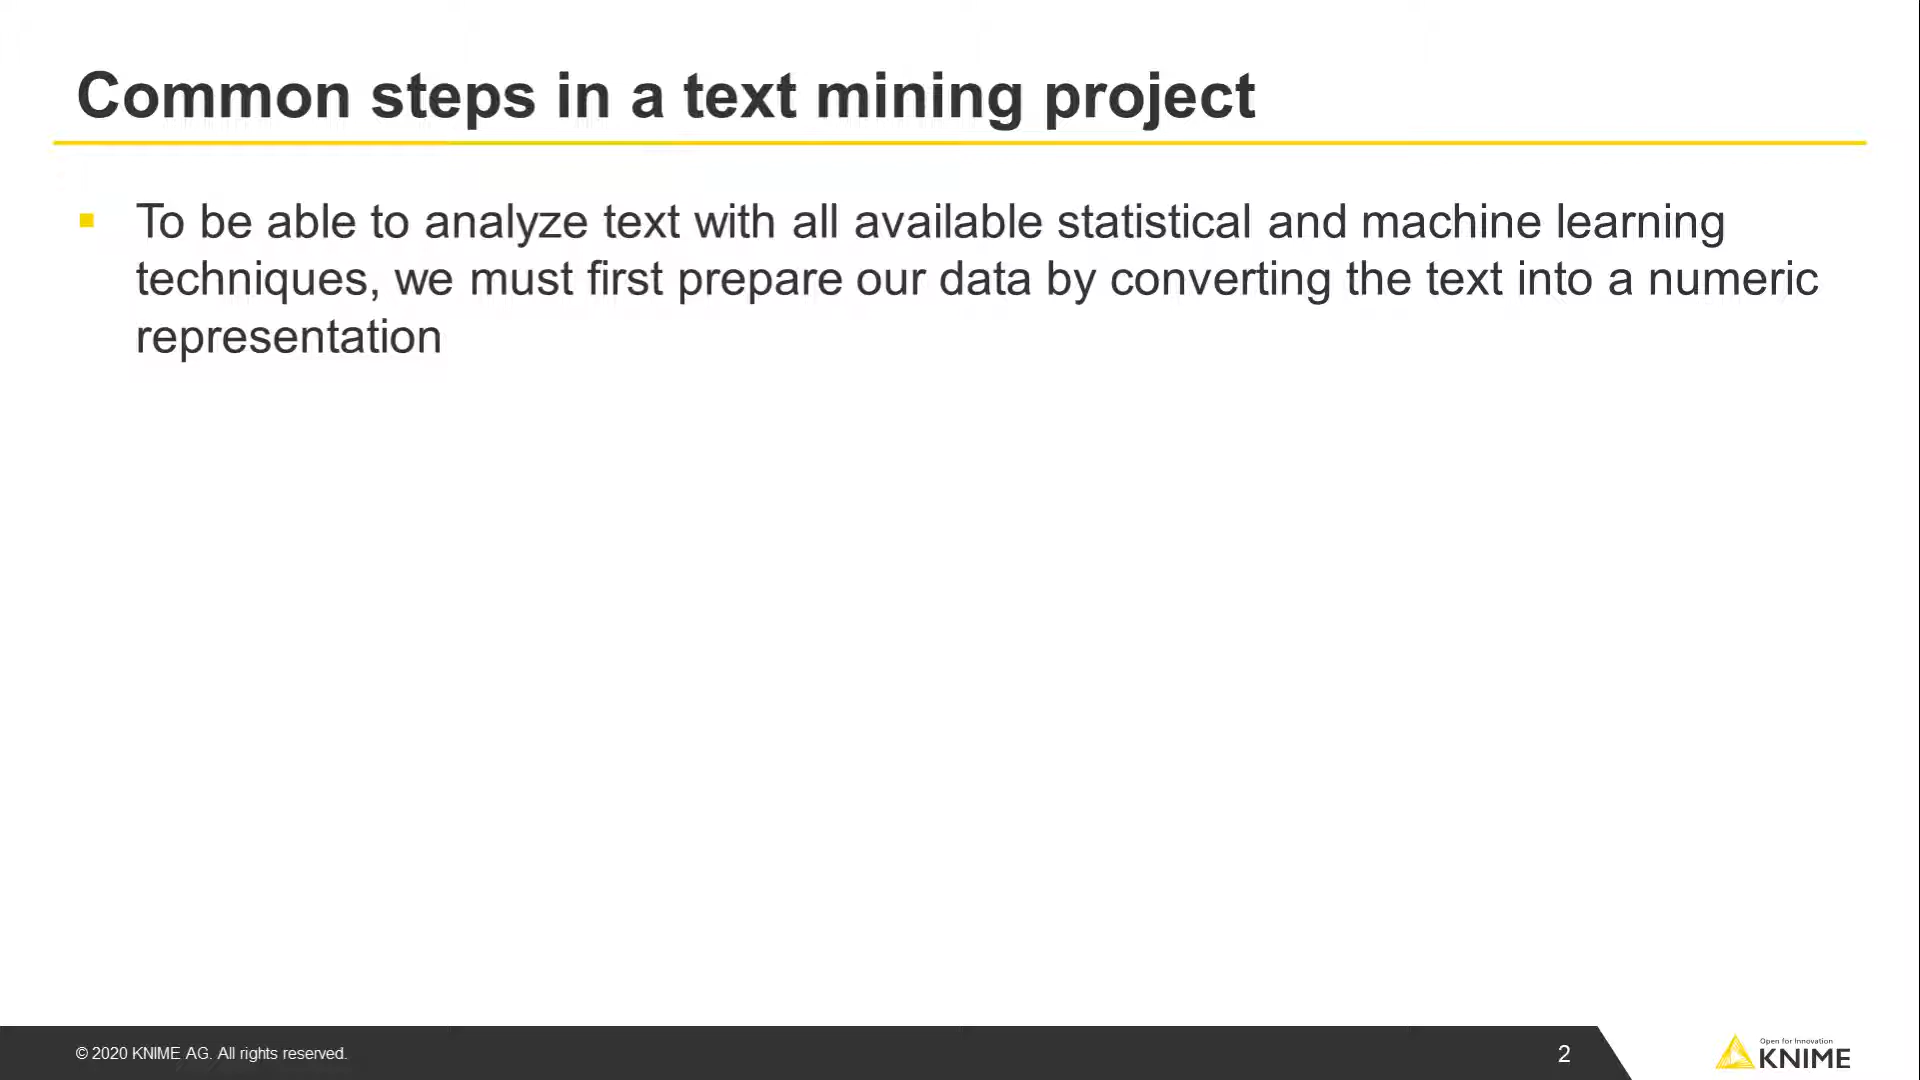 Common steps in a text mining project
To be able to analyze text with all available statistical and machine learning
techniques, we must first prepare our data by converting the text into a numeric
representation
© 2020 KNIME AG. All rights reserved.
2
Open for Innovation
KNIME